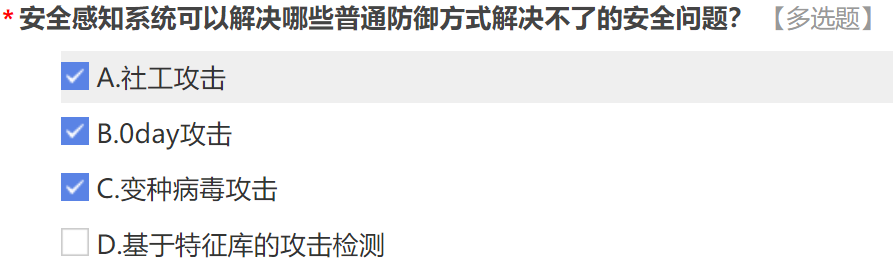 * 安全感知系统可以解决哪些普通防御方式解决不了的安全问题？ 【多选题】
A.社工攻击
B.0day攻击
C.变种病毒攻击
D.基于特征库的攻击检测